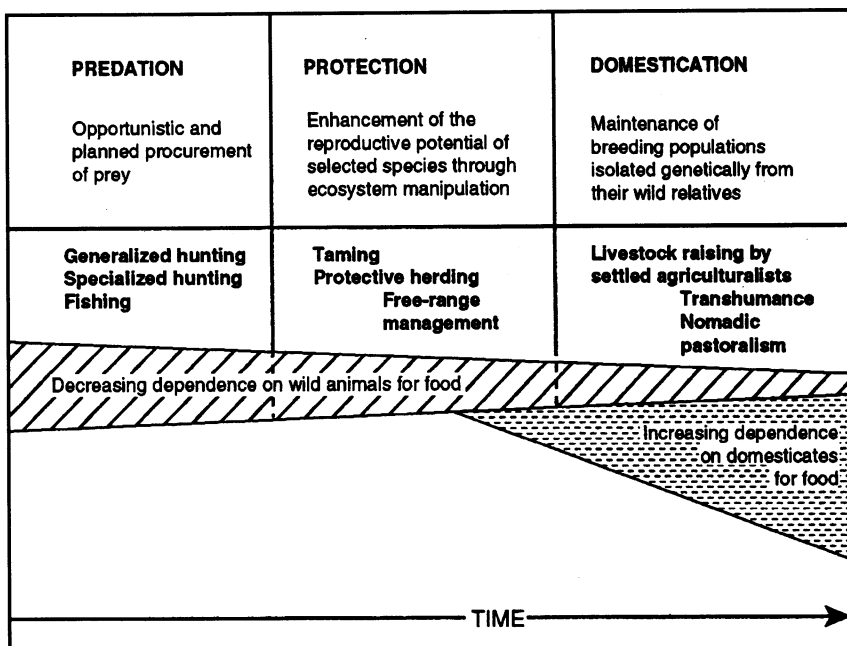 PREDATION
Opportunistic and
planned procurement
of prey
PROTECTION
Enhancement of the
reproductive potential of
selected species through
ecosystem manipulation
DOMESTICATION
Maintenance of
breeding populations
isolated genetically from
their wild relatives
Generalized hunting
Specialized hunting
Fishing
Taming
Protective herding
Free-range
management
Livestock raising by
settled agriculturalists
Transhumance
Nomadic
pastoralism
Decreasing dependence on wild animals for food
Increasing dependence
on domesticates
for food
TIME